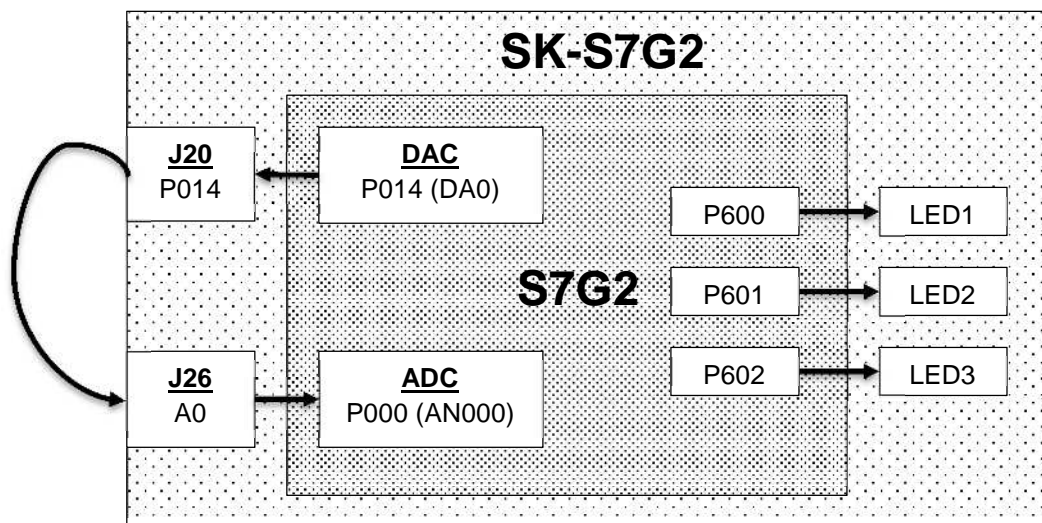 SK-S7G2
J20
P014
DAC
P014 (DA0)
P600
LED1
S7G2
P601
LED2
J26
A0
ADC
P000 (AN000)
P602
LED3